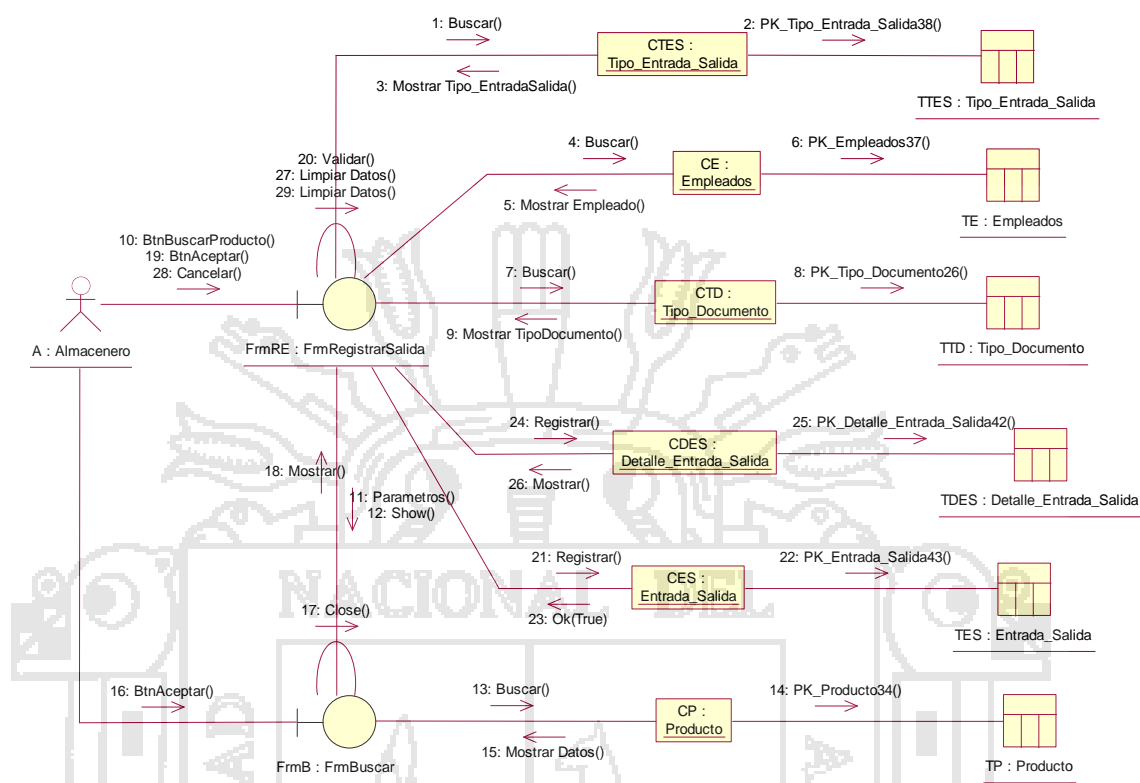 1: Buscar()
2: PK_Tipo_Entrada_Salida38()
CTES :
Tipo_Entrada_Salida
3: Mostrar Tipo_EntradaSalida()
TTES : Tipo_Entrada_Salida
4: Buscar()
6: PK_Empleados37()
20: Validar()
27: Limpiar Datos()
29: Limpiar Datos()
CE :
Empleados
5: Mostrar Empleado()
TE : Empleados
10: BtnBuscarProducto()
19: BtnAceptar()
28: Cancelar()
7: Buscar()
8: PK_Tipo_Documento26()
CTD :
Tipo_Documento
9: Mostrar TipoDocumento()
A : Almacenero
FrmRE : FrmRegistrarSalida
TTD : Tipo_Documento
24: Registrar()
25: PK_Detalle_Entrada_Salida42()
CDES :
Detalle_Entrada_Salida
18: Mostrar()
26: Mostrar()
11: Parametros()
12: Show()
TDES : Detalle_Entrada_Salida
21: Registrar()
22: PK_Entrada_Salida43()
CES :
Entrada_Salida
NACIONAL DEL
17: Close()
23: Ok(True)
TES : Entrada_Salida
16: BtnAceptar()
13: Buscar()
14: PK_Producto34()
CP :
Producto
15: Mostrar Datos()
FrmB : FrmBuscar
TP : Producto